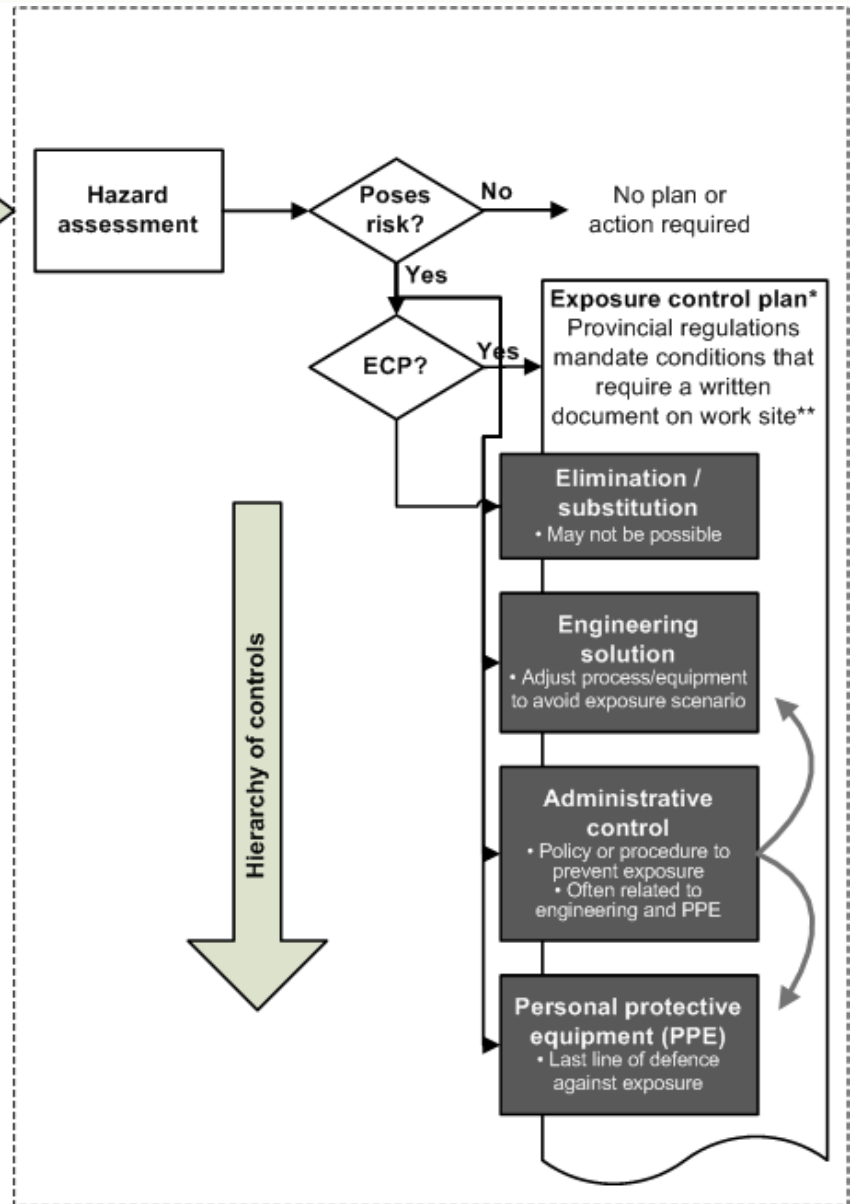 Hazard
assessment
Poses
risk?
No
No plan or
action required
Yes
ECP?
Yes
Exposure control plan*
Provincial regulations
mandate conditions that
require a written
document on work site**
Elimination /
substitution
• May not be possible
Engineering
solution
• Adjust process/equipment
to avoid exposure scenario
Hierarchy of controls
Administrative
control
• Policy or procedure to
prevent exposure
• Often related to
engineering and PPE
Personal protective
equipment (PPE)
• Last line of defence
against exposure